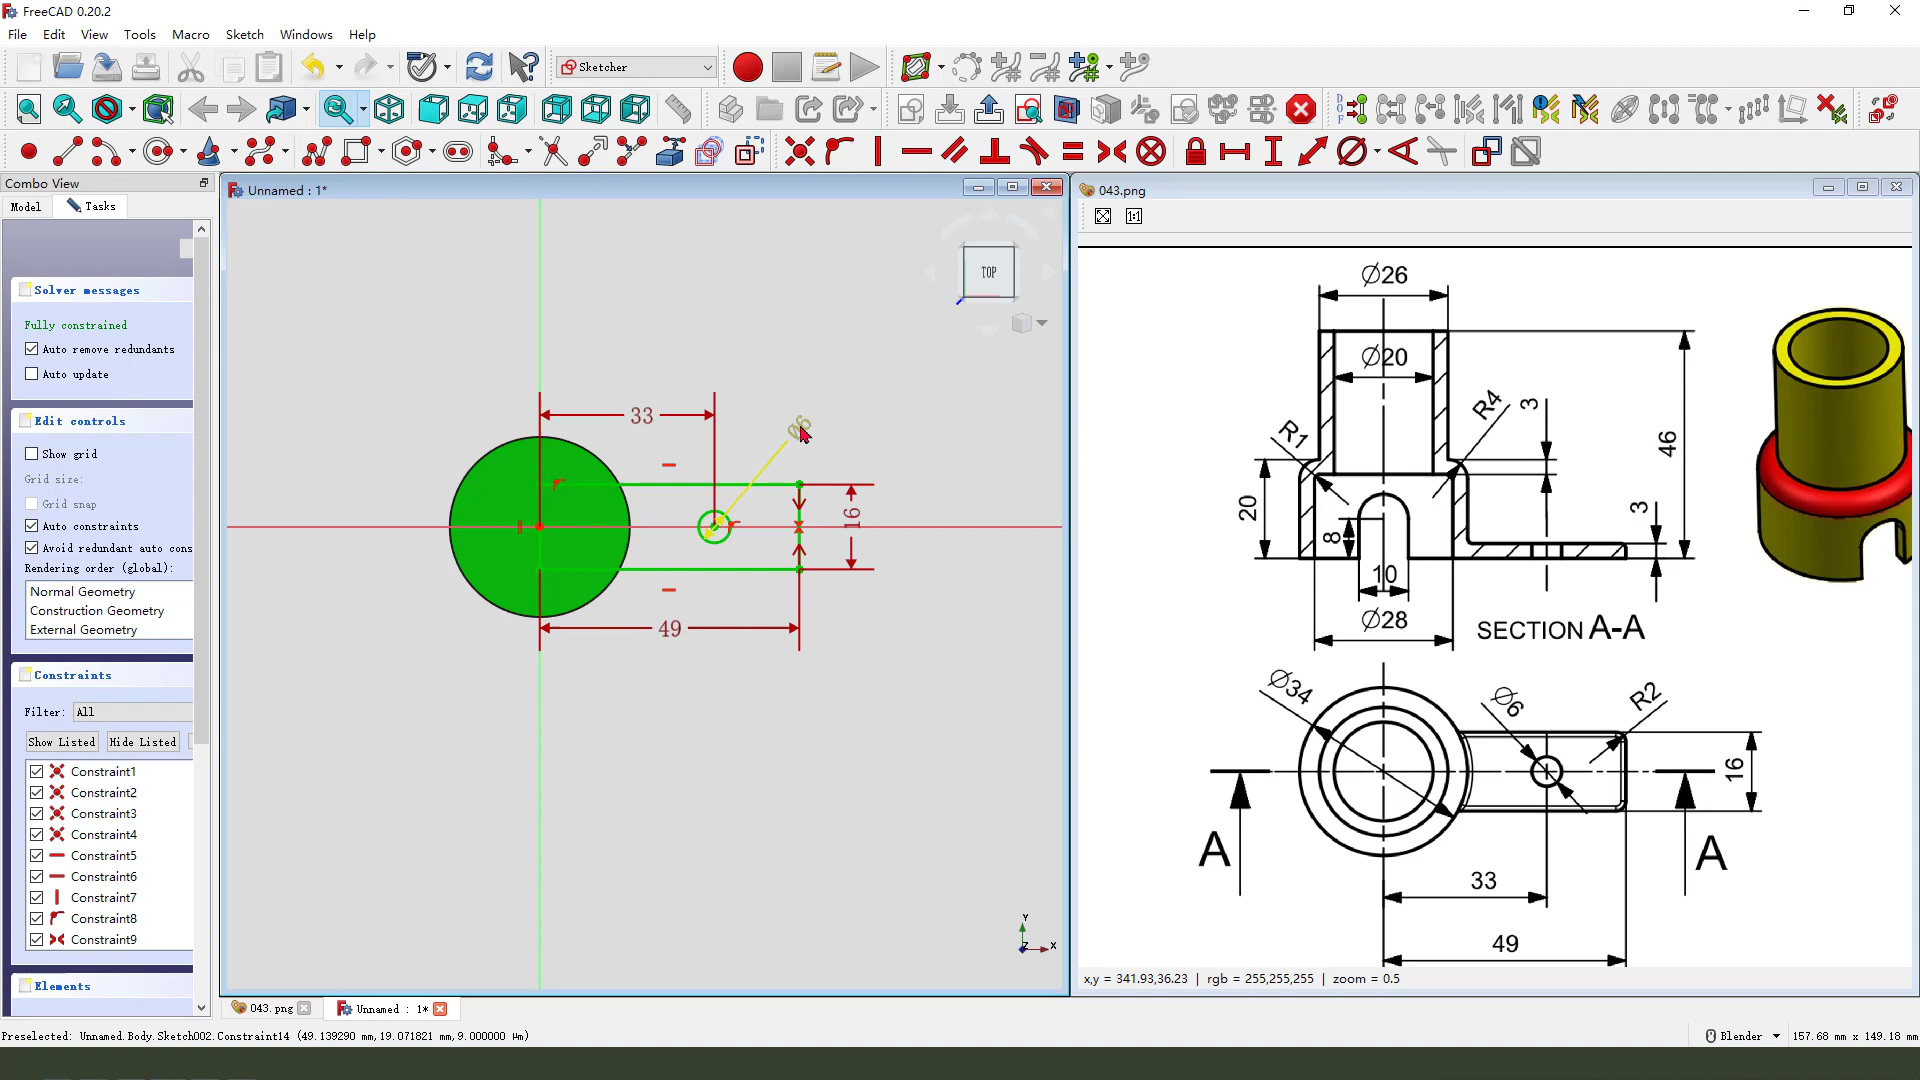 FreeCAD 0.20.2
File Edit View Tools Macro Sketch Windows Help
Sketcher
Combo View
Model Tasks
Solver messages
Fully constrained
Auto remove redundants
Auto update
Edit controls
Show grid
Grid size:
Grid snap
Auto constraints
Avoid redundant auto cons
Rendering order (global):
Normal Geometry
Construction Geometry
External Geometry
Constraints
Filter: All
Show Listed Hide Listed
Constraint1
Constraint2
Constraint3
Constraint4
Constraint5
Constraint6
Constraint7
Constraint8
Constraint9
Elements
Unnamed : 1*
TOP
33
Ø6
16
49
Y
Z X
043.png
1:1
Ø26
Ø20
R4
3
R1
46
20
8
3
10
Ø28
SECTION A-A
Ø34
Ø6
R2
16
A A
33
49
x,y = 341.93,36.23 | rgb = 255,255,255 | zoom = 0.5
043.png Unnamed : 1*
Preselected: Unnamed.Body.Sketch002.Constraint14 (49.139290 mm,19.071821 mm,9.000000 µm)
Blender 157.68 mm x 149.18 mm